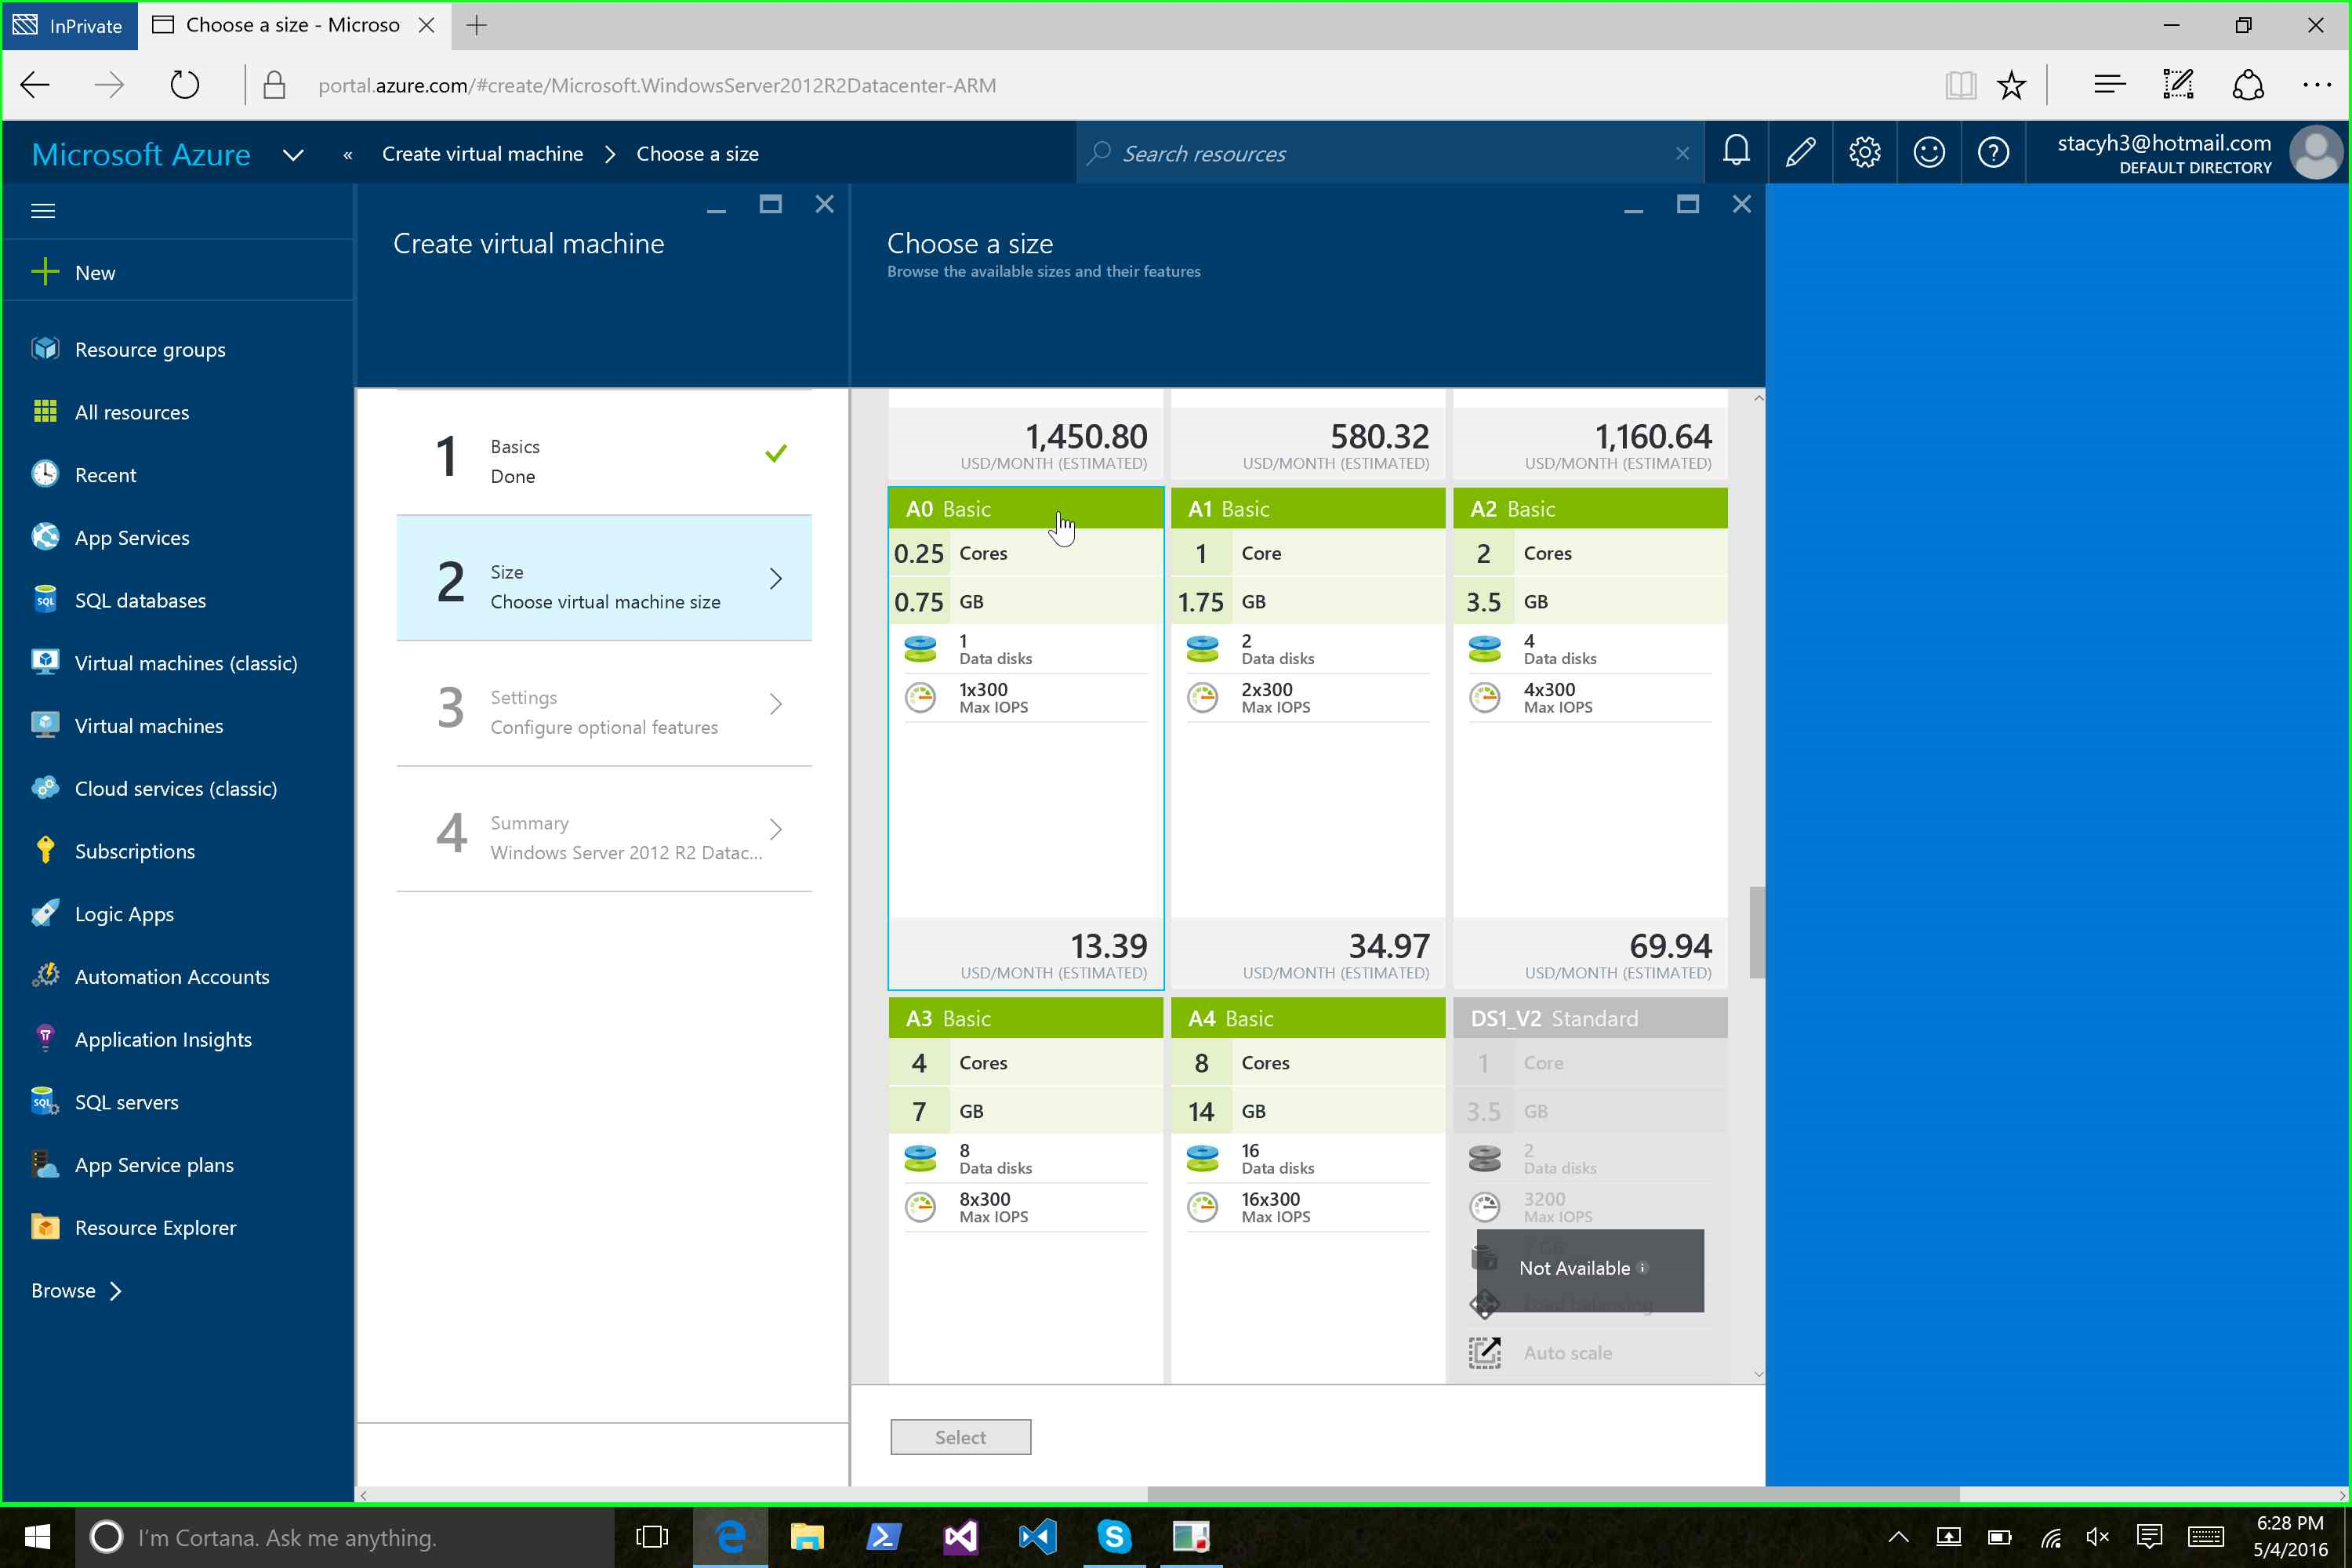 InPrivate
Choose a size - Microso
portal.azure.com/#create/Microsoft.WindowsServer2012R2Datacenter-ARM
Microsoft Azure
«
Create virtual machine
Choose a size
Search resources
stacyh3@hotmail.com
DEFAULT DIRECTORY
New
Resource groups
All resources
Recent
App Services
SQL databases
Virtual machines (classic)
Virtual machines
Cloud services (classic)
Subscriptions
Logic Apps
Automation Accounts
Application Insights
SQL servers
App Service plans
Resource Explorer
Browse
Create virtual machine
1
Basics
Done
2
Size
Choose virtual machine size
3
Settings
Configure optional features
4
Summary
Windows Server 2012 R2 Datac...
Choose a size
Browse the available sizes and their features
1,450.80
USD/MONTH (ESTIMATED)
580.32
USD/MONTH (ESTIMATED)
1,160.64
USD/MONTH (ESTIMATED)
A0 Basic
0.25 Cores
0.75 GB
1
Data disks
1x300
Max IOPS
13.39
USD/MONTH (ESTIMATED)
A1 Basic
1 Core
1.75 GB
2
Data disks
2x300
Max IOPS
34.97
USD/MONTH (ESTIMATED)
A2 Basic
2 Cores
3.5 GB
4
Data disks
4x300
Max IOPS
69.94
USD/MONTH (ESTIMATED)
A3 Basic
4 Cores
7 GB
8
Data disks
8x300
Max IOPS
A4 Basic
8 Cores
14 GB
16
Data disks
16x300
Max IOPS
DS1_V2 Standard
1 Core
3.5 GB
2
Data disks
3200
Max IOPS
Not Available
Auto scale
Select
I'm Cortana. Ask me anything.
6:28 PM
5/4/2016